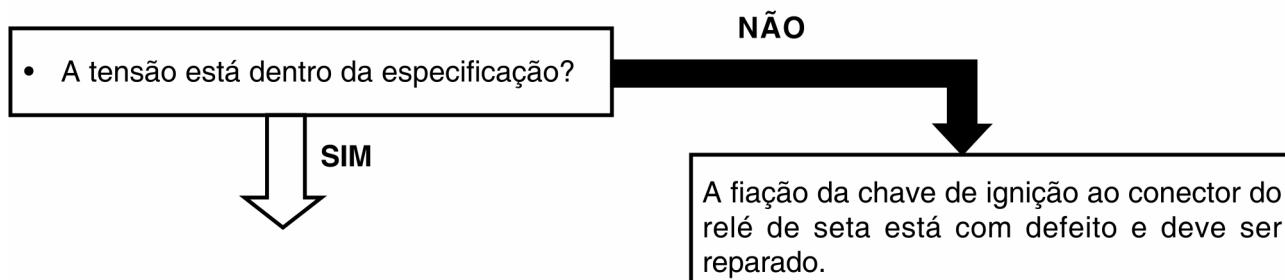 NÃO
• A tensão está dentro da especificação?
SIM
A fiação da chave de ignição ao conector do
relé de seta está com defeito e deve ser
reparado.